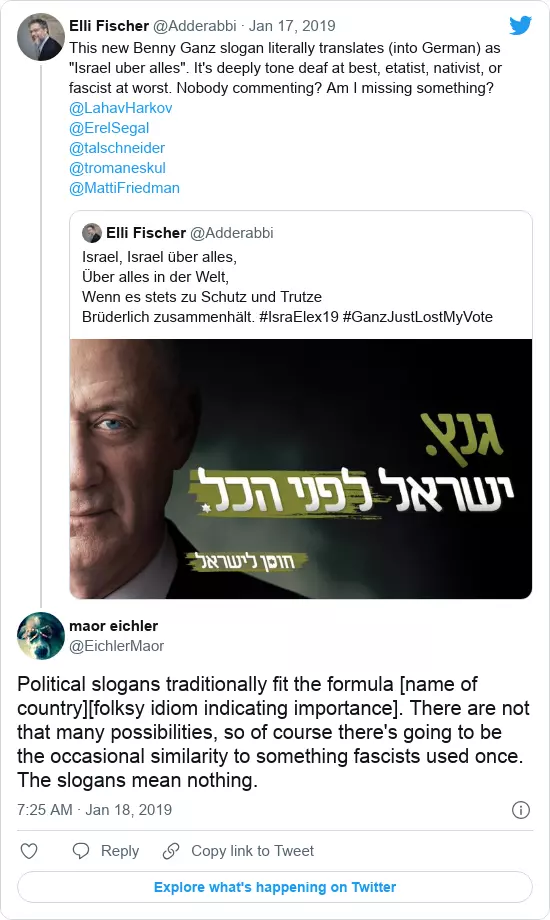 Elli Fischer @Adderabbi · Jan 17, 2019
This new Benny Ganz slogan literally translates (into German) as
"Israel uber alles". It's deeply tone deaf at best, etatist, nativist, or
fascist at worst. Nobody commenting? Am I missing something?
@LahavHarkov
@ErelSegal
@talschneider
@tromaneskul
@MattiFriedman
Elli Fischer @Adderabbi
Israel, Israel über alles,
Über alles in der Welt,
Wenn es stets zu Schutz und Trutze
Brüderlich zusammenhält. #IsraElex19 #GanzJustLostMyVote
גנץ.
ישראל לפני הכל.
חוסן לישראל
maor eichler
@EichlerMaor
Political slogans traditionally fit the formula [name of
country][folksy idiom indicating importance]. There are not
that many possibilities, so of course there's going to be
the occasional similarity to something fascists used once.
The slogans mean nothing.
7:25 AM · Jan 18, 2019
Reply
Copy link to Tweet
Explore what's happening on Twitter